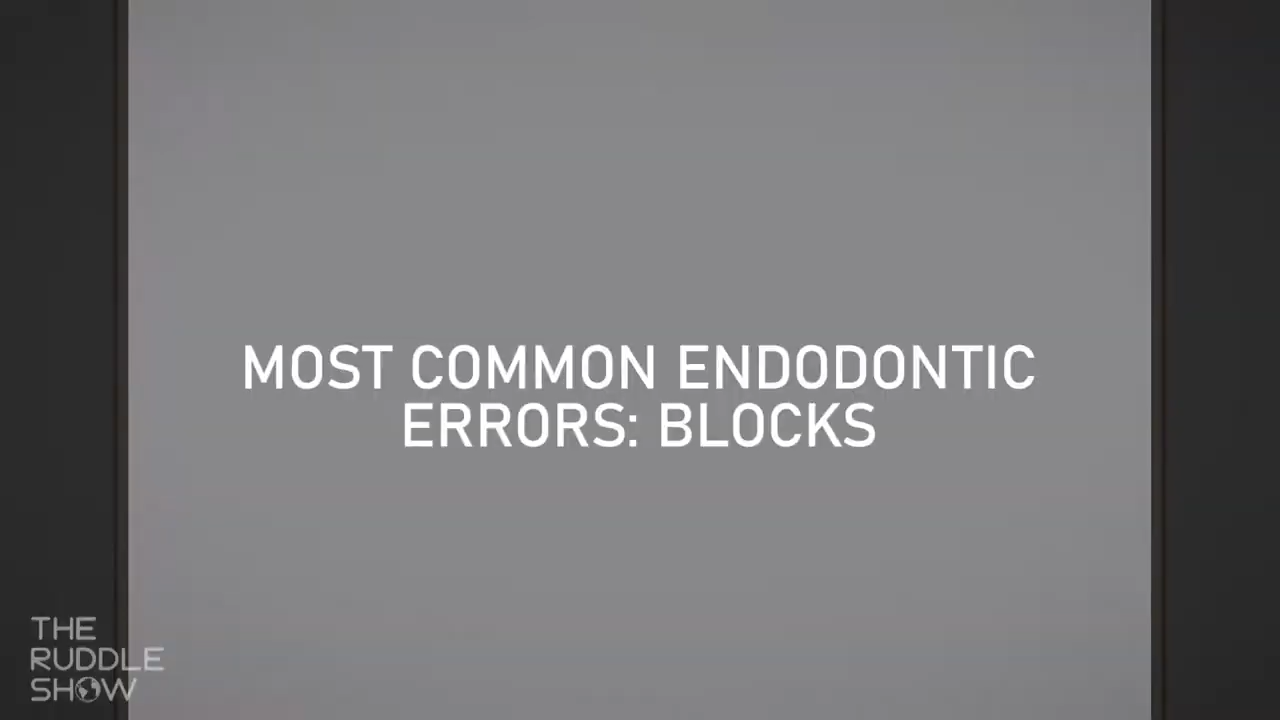 MOST COMMON ENDODONTIC
ERRORS: BLOCKS
THE
RUDDLE
SHOW